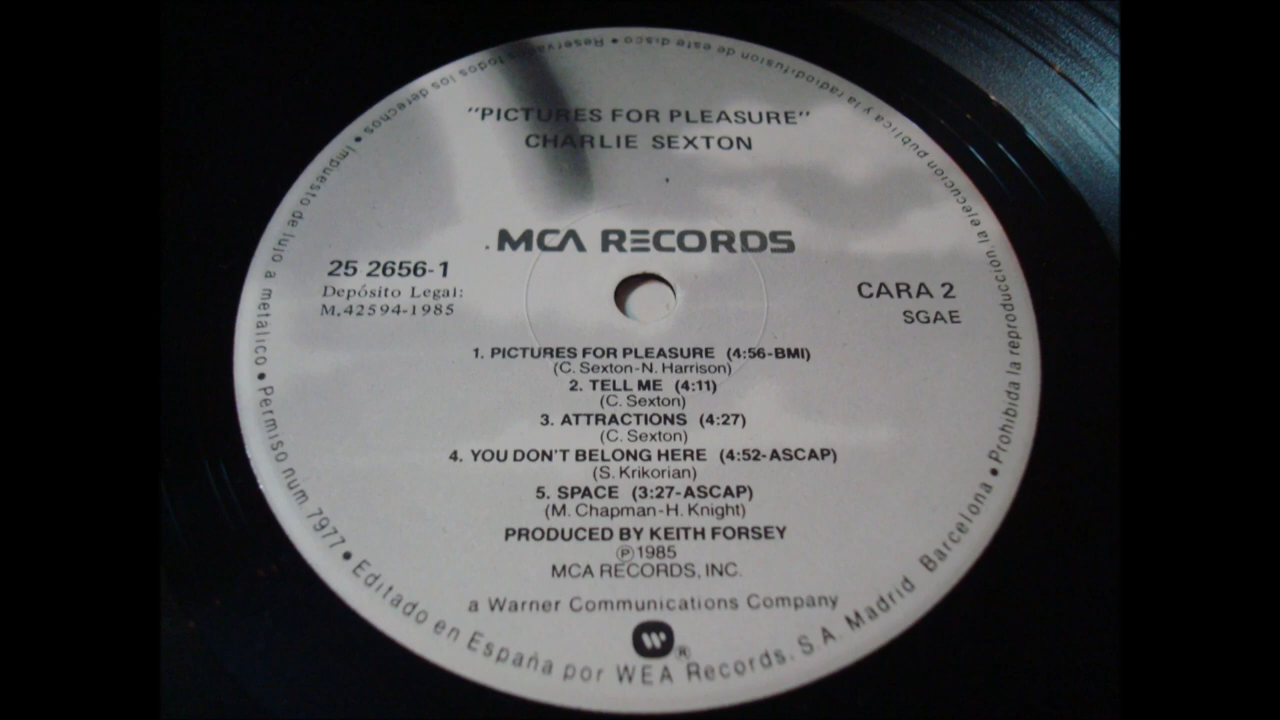 "PICTURES FOR PLEASURE"
CHARLIE SEXTON
MCA RECORDS
25 2656-1
Depósito Legal:
M.42594-1985
CARA 2
SGAE
1. PICTURES FOR PLEASURE (4:56-BMI)
(C. Sexton-N. Harrison)
2. TELL ME (4:11)
(C. Sexton)
3. ATTRACTIONS (4:27)
(C. Sexton)
4. YOU DON'T BELONG HERE (4:52-ASCAP)
(S. Krikorian)
5. SPACE (3:27-ASCAP)
(M. Chapman-H. Knight)
PRODUCED BY KEITH FORSEY
Ⓟ1985
MCA RECORDS, INC.
a Warner Communications Company
W®
Editado en España por WEA Records, S.A. Madrid Barcelona • Prohibida la reproducción, la ejecución pública y la radiodifusión de este disco • Reservados todos los derechos • Impuesto de lujo a metálico • Permiso num. 7977 •